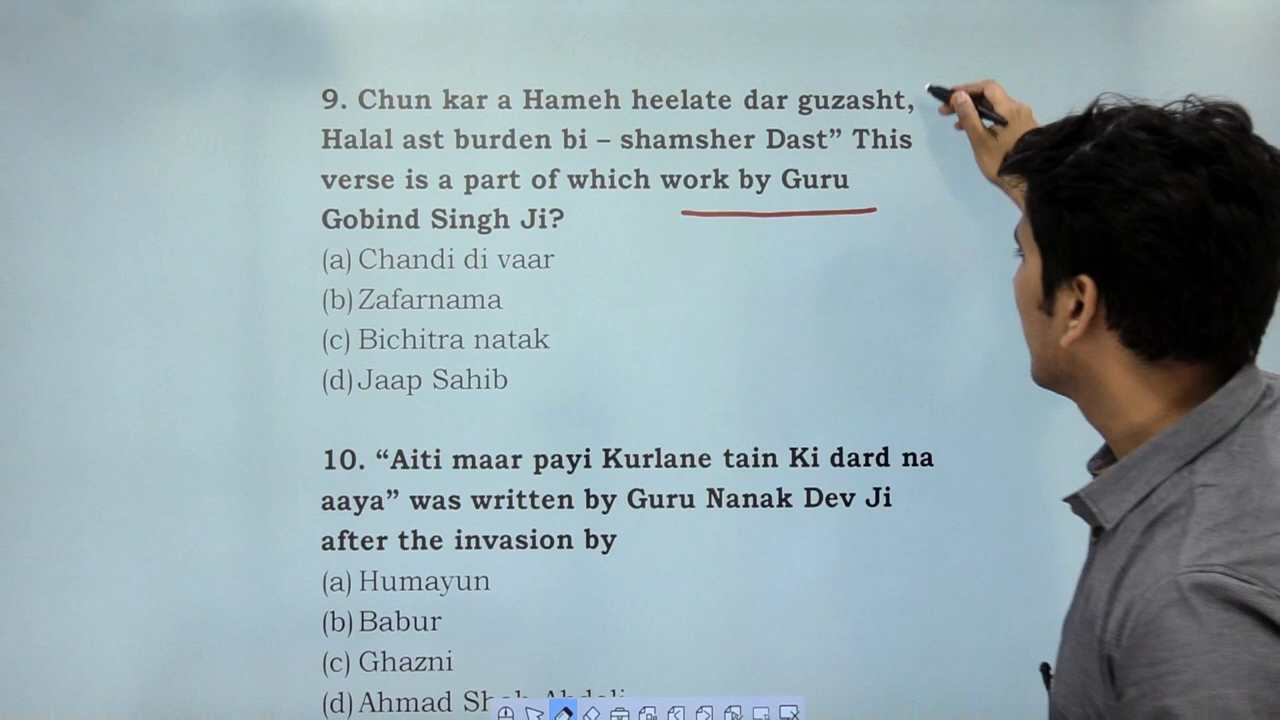 9. Chun kar a Hameh heelate dar guzasht,
Halal ast burden bi – shamsher Dast” This
verse is a part of which work by Guru
Gobind Singh Ji?
(a) Chandi di vaar
(b) Zafarnama
(c) Bichitra natak
(d) Jaap Sahib
10. “Aiti maar payi Kurlane tain Ki dard na
aaya” was written by Guru Nanak Dev Ji
after the invasion by
(a) Humayun
(b) Babur
(c) Ghazni
(d) Ahmad